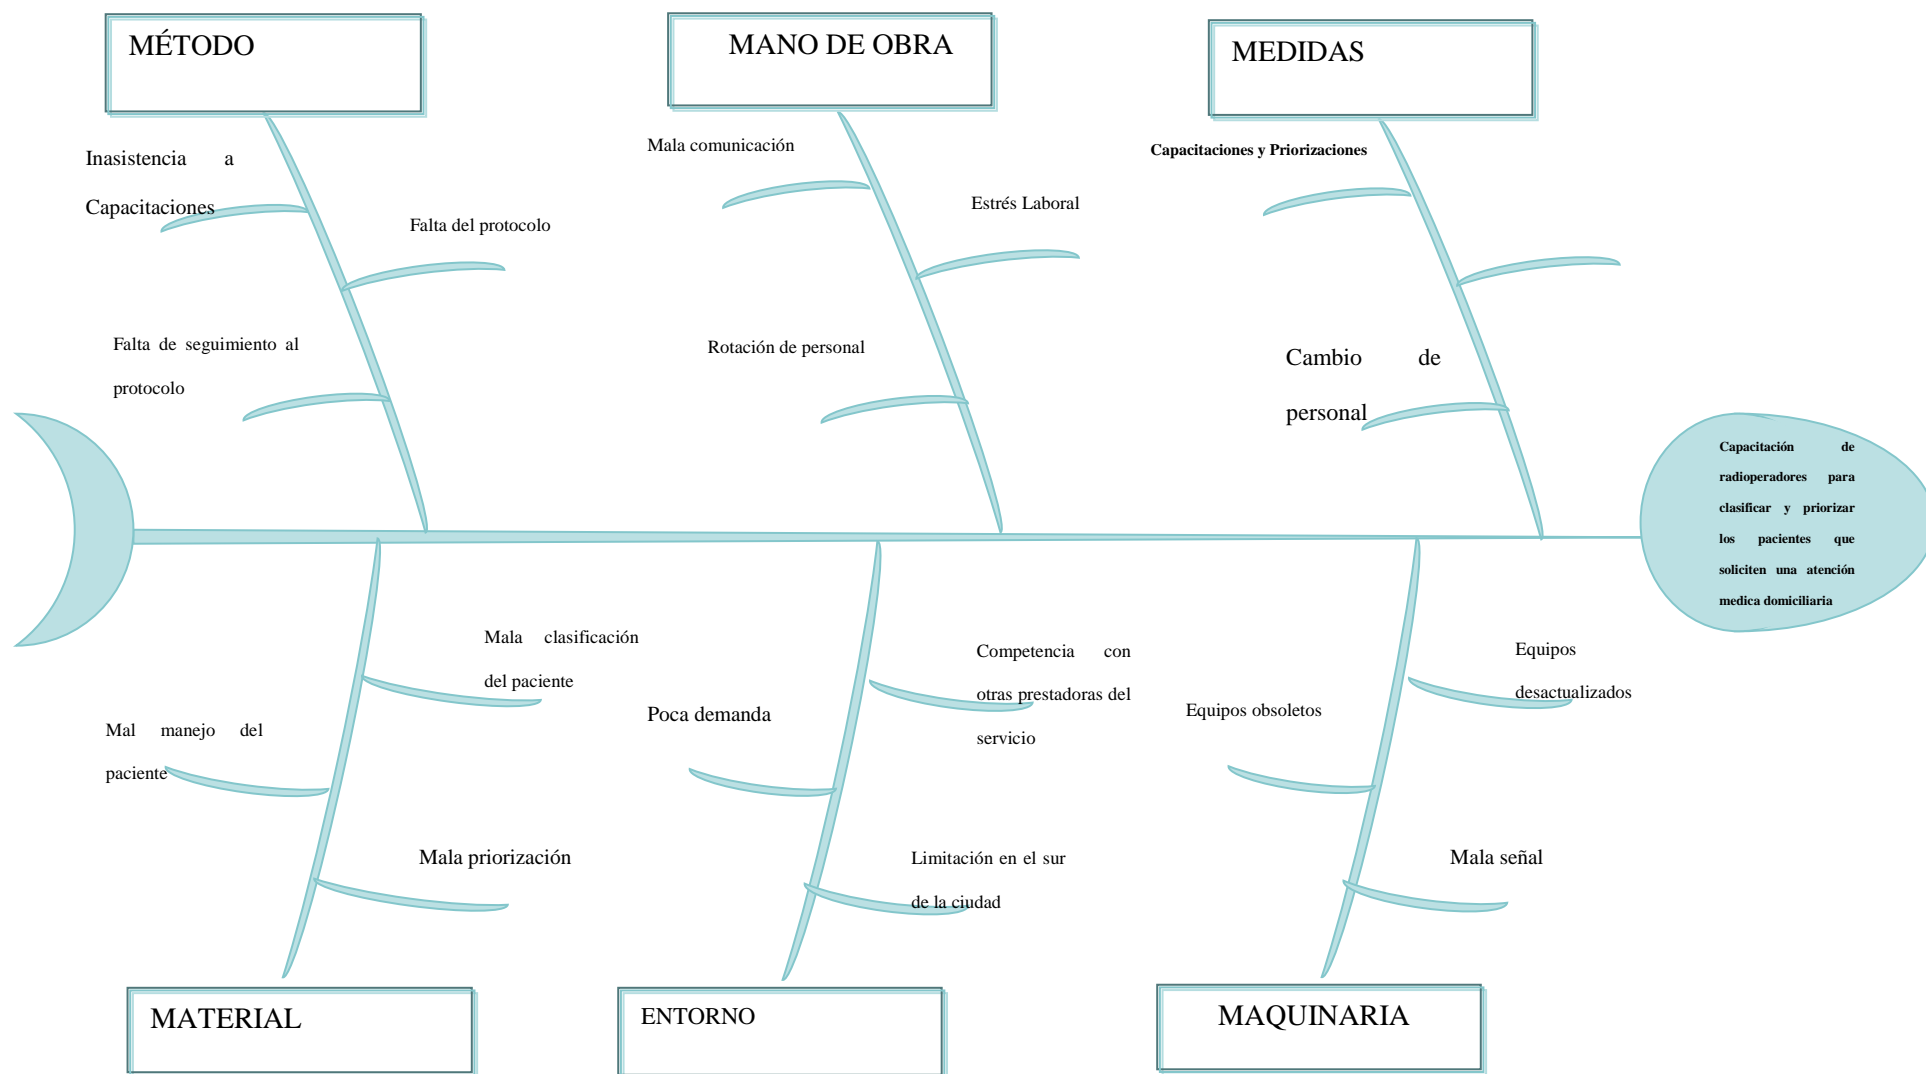 MÉTODO
MANO DE OBRA
MEDIDAS
Inasistencia a
Capacitaciones
Falta del protocolo
Falta de seguimiento al
protocolo
Mala comunicación
Estrés Laboral
Rotación de personal
Capacitaciones y Priorizaciones
Cambio de
personal
Capacitación de
radioperadores para
clasificar y priorizar
los pacientes que
soliciten una atención
medica domiciliaria
Mala clasificación
del paciente
Mal manejo del
paciente
Mala priorización
Competencia con
otras prestadoras del
servicio
Poca demanda
Limitación en el sur
de la ciudad
Equipos
desactualizados
Equipos obsoletos
Mala señal
MATERIAL
ENTORNO
MAQUINARIA